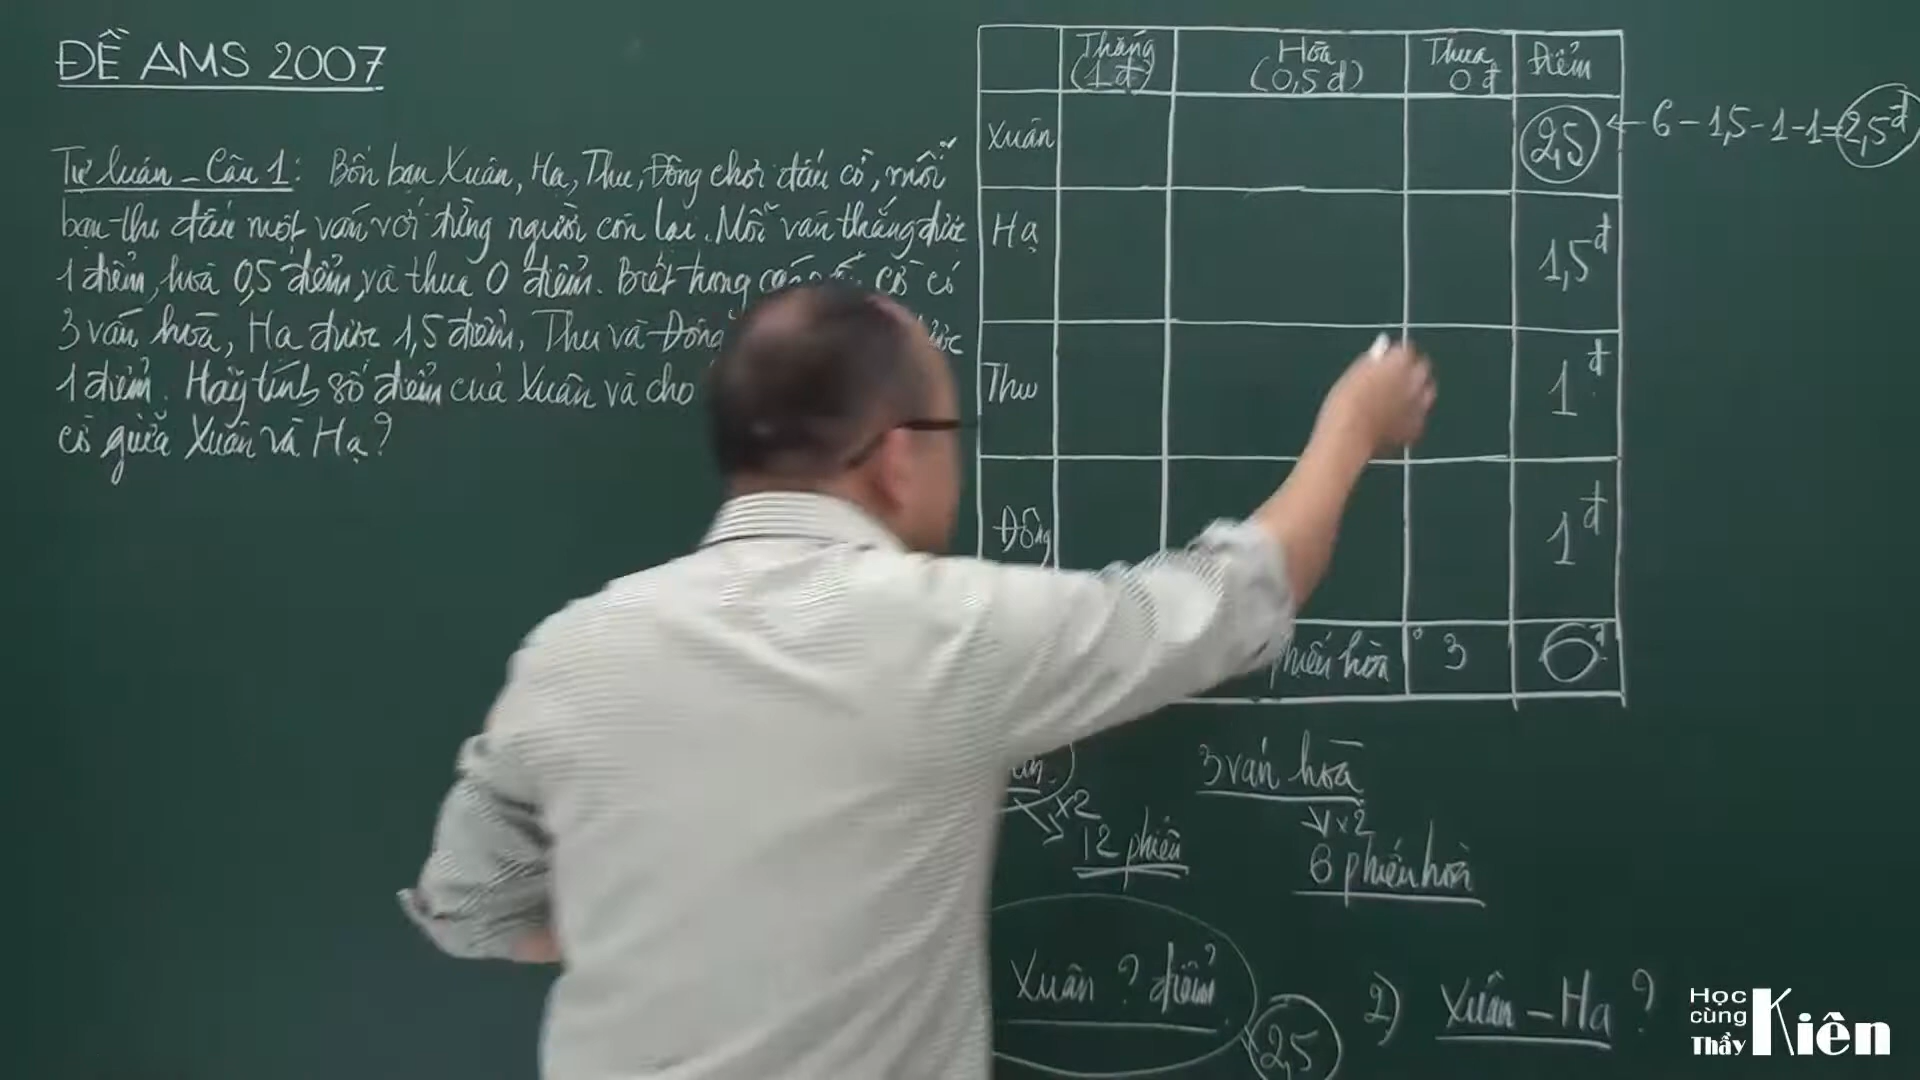 ĐỀ AMS 2007
Tự luận - Câu 1: Bốn bạn Xuân, Hạ, Thu, Đông chơi đấu cờ, mỗi
bạn thi đấu một ván với từng người còn lại. Mỗi ván thắng được
1 điểm, hoà 0,5 điểm, và thua 0 điểm. Biết trong cờ có
3 ván hoà, Hạ được 1,5 điểm, Thu và Đông
1 điểm. Hãy tính số điểm của Xuân và cho
cờ giữa Xuân và Hạ?
Thắng (1đ) Hòa (0,5đ) Thua 0đ Điểm
Xuân 2,5 ← 6 - 1,5 - 1 - 1 = 2,5đ
Hạ 1,5đ
Thu 1đ
Đông 1đ
phiếu hòa 3 6đ
3 ván hoà
x2 x2
12 phiếu 6 phiếu hoà
Xuân ? điểm 2,5
2) Xuân - Hạ ?
Học cùng Thầy Kiên